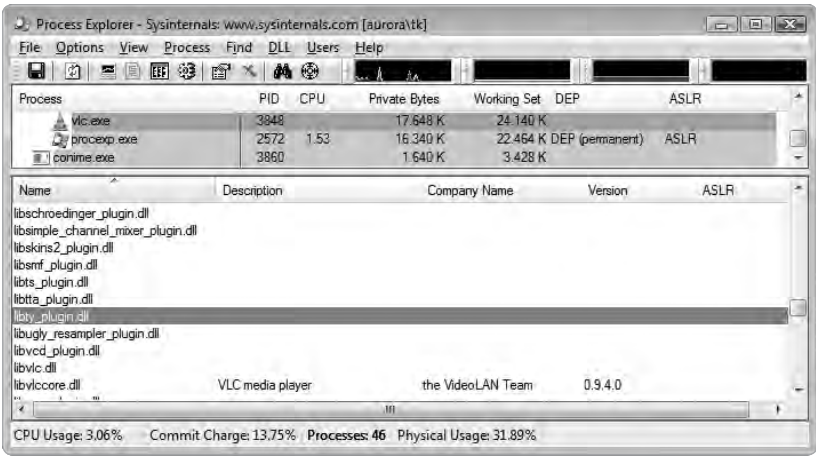 Process Explorer - Sysinternals: www.sysinternals.com [aurora\tk]
File Options View Process Find DLL Users Help
Process PID CPU Private Bytes Working Set DEP ASLR
vlc.exe 3848 17.648 K 24.140 K
procexp.exe 2572 1.53 16.340 K 22.464 K DEP (permanent) ASLR
conime.exe 3860 1.640 K 3.428 K
Name Description Company Name Version ASLR
libschroedinger_plugin.dll
libsimple_channel_mixer_plugin.dll
libskins2_plugin.dll
libsmf_plugin.dll
libts_plugin.dll
libtta_plugin.dll
libty_plugin.dll
libugly_resampler_plugin.dll
libvcd_plugin.dll
libvlc.dll
libvlccore.dll VLC media player the VideoLAN Team 0.9.4.0
CPU Usage: 3.06% Commit Charge: 13.75% Processes: 46 Physical Usage: 31.89%